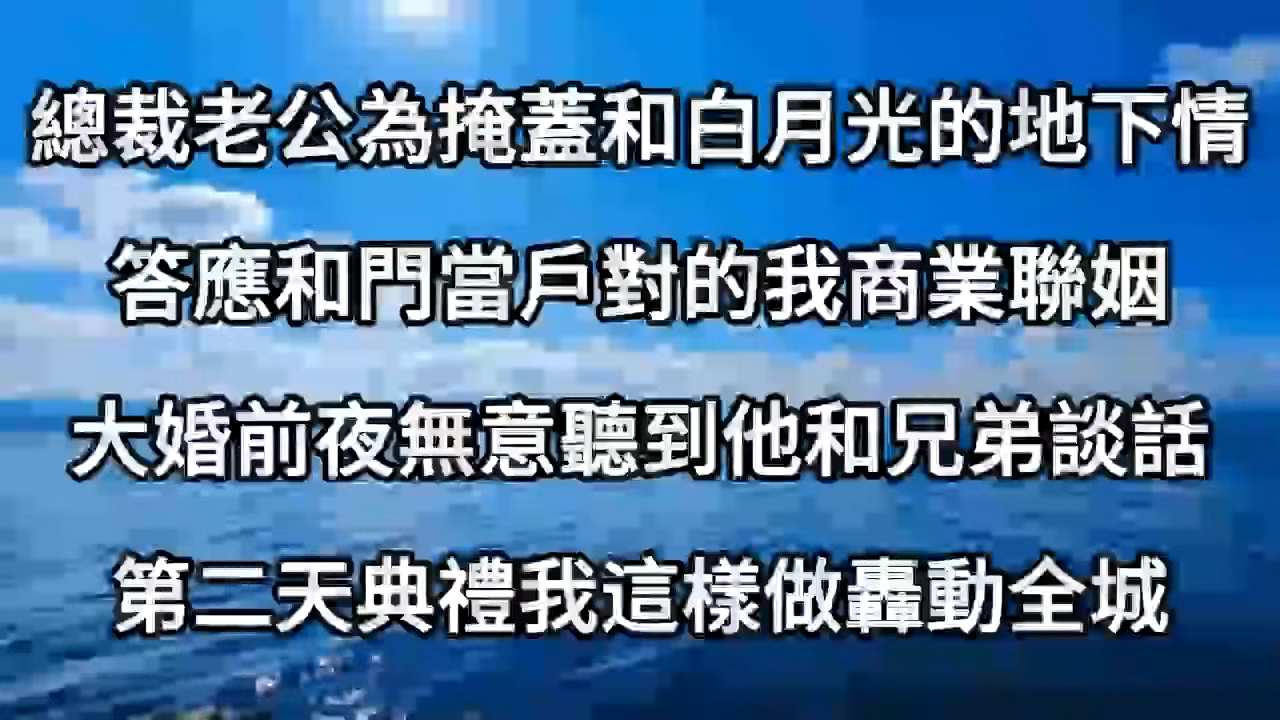 總裁老公為掩蓋和白月光的地下情
答應和門當戶對的我商業聯姻
大婚前夜無意聽到他和兄弟談話
第二天典禮我這樣做轟動全城